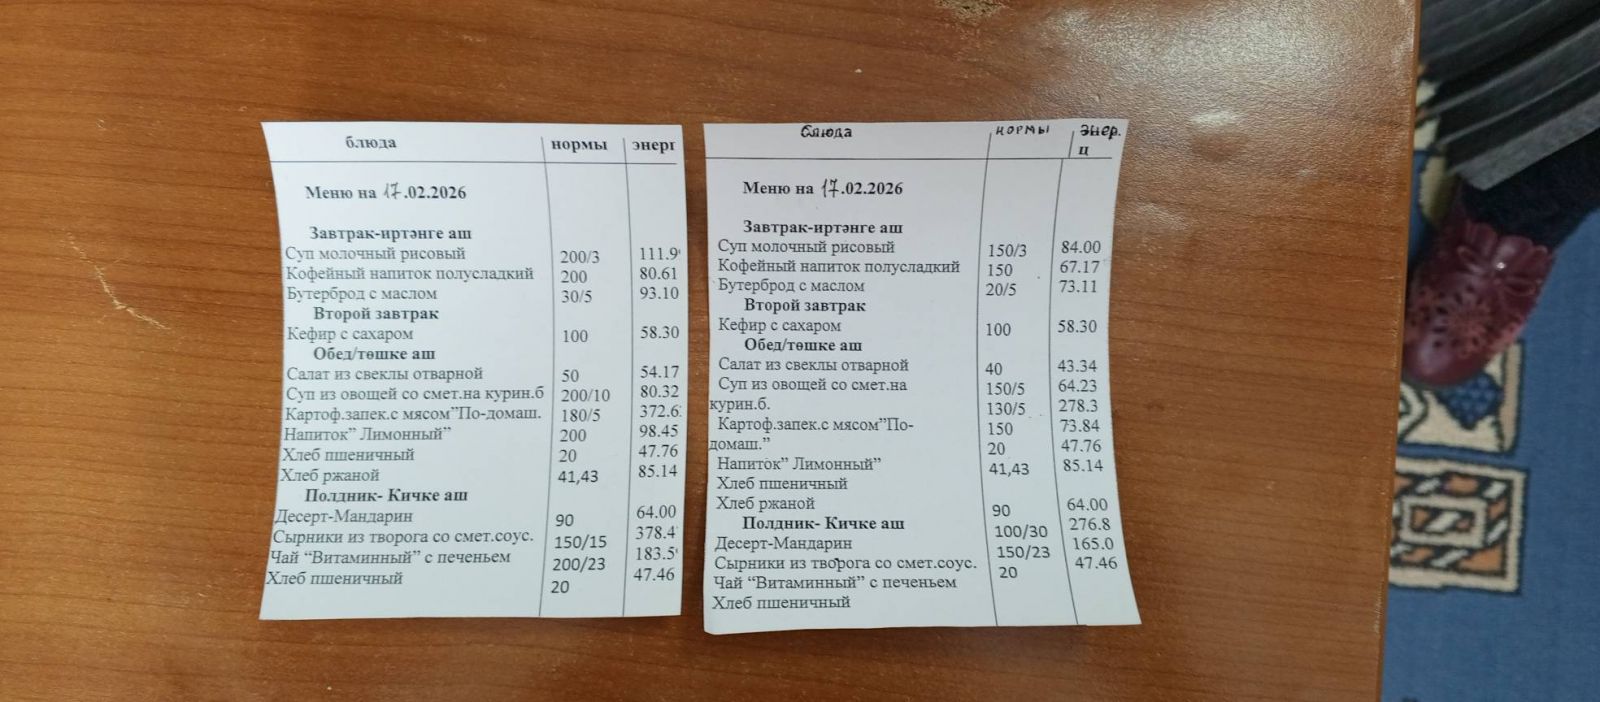 блюда нормы энерг
Меню на 17.02.2026
Завтрак-иртәнге аш
Суп молочный рисовый 200/3 111.9
Кофейный напиток полусладкий 200 80.61
Бутерброд с маслом 30/5 93.10
Второй завтрак
Кефир с сахаром 100 58.30
Обед/төшке аш
Салат из свеклы отварной 50 54.17
Суп из овощей со смет.на курин.б 200/10 80.32
Картоф.запек.с мясом”По-домаш. 180/5 372.6
Напиток” Лимонный” 200 98.45
Хлеб пшеничный 20 47.76
Хлеб ржаной 41,43 85.14
Полдник- Кичке аш
Десерт-Мандарин 90 64.00
Сырники из творога со смет.соус. 150/15 378.4
Чай “Витаминный” с печеньем 200/23 183.5
Хлеб пшеничный 20 47.46
блюда нормы энер.
ц
Меню на 17.02.2026
Завтрак-иртәнге аш
Суп молочный рисовый 150/3 84.00
Кофейный напиток полусладкий 150 67.17
Бутерброд с маслом 20/5 73.11
Второй завтрак
Кефир с сахаром 100 58.30
Обед/төшке аш
Салат из свеклы отварной 40 43.34
Суп из овощей со смет.на 150/5 64.23
курин.б. 130/5 278.3
Картоф.запек.с мясом”По- 150 73.84
домаш.” 20 47.76
Напиток” Лимонный” 41,43 85.14
Хлеб пшеничный
Хлеб ржаной 90 64.00
Полдник- Кичке аш 100/30 276.8
Десерт-Мандарин 150/23 165.0
Сырники из творога со смет.соус. 20 47.46
Чай “Витаминный” с печеньем
Хлеб пшеничный